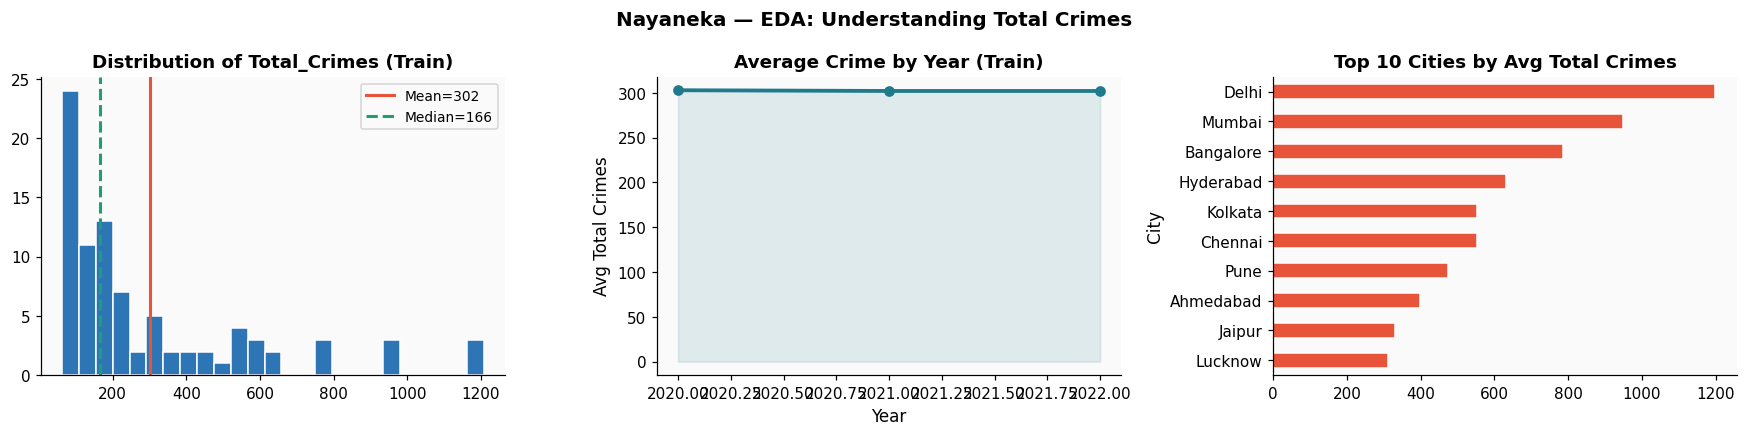 Nayaneka — EDA: Understanding Total Crimes
Distribution of Total_Crimes (Train)
25
20
15
10
5
0
200
400
600
800
1000
1200
Mean=302
Median=166
Average Crime by Year (Train)
Avg Total Crimes
300
250
200
150
100
50
0
2020.00
2020.25
2020.50
2020.75
2021.00
2021.25
2021.50
2021.75
2022.00
Year
Top 10 Cities by Avg Total Crimes
City
Delhi
Mumbai
Bangalore
Hyderabad
Kolkata
Chennai
Pune
Ahmedabad
Jaipur
Lucknow
0
200
400
600
800
1000
1200